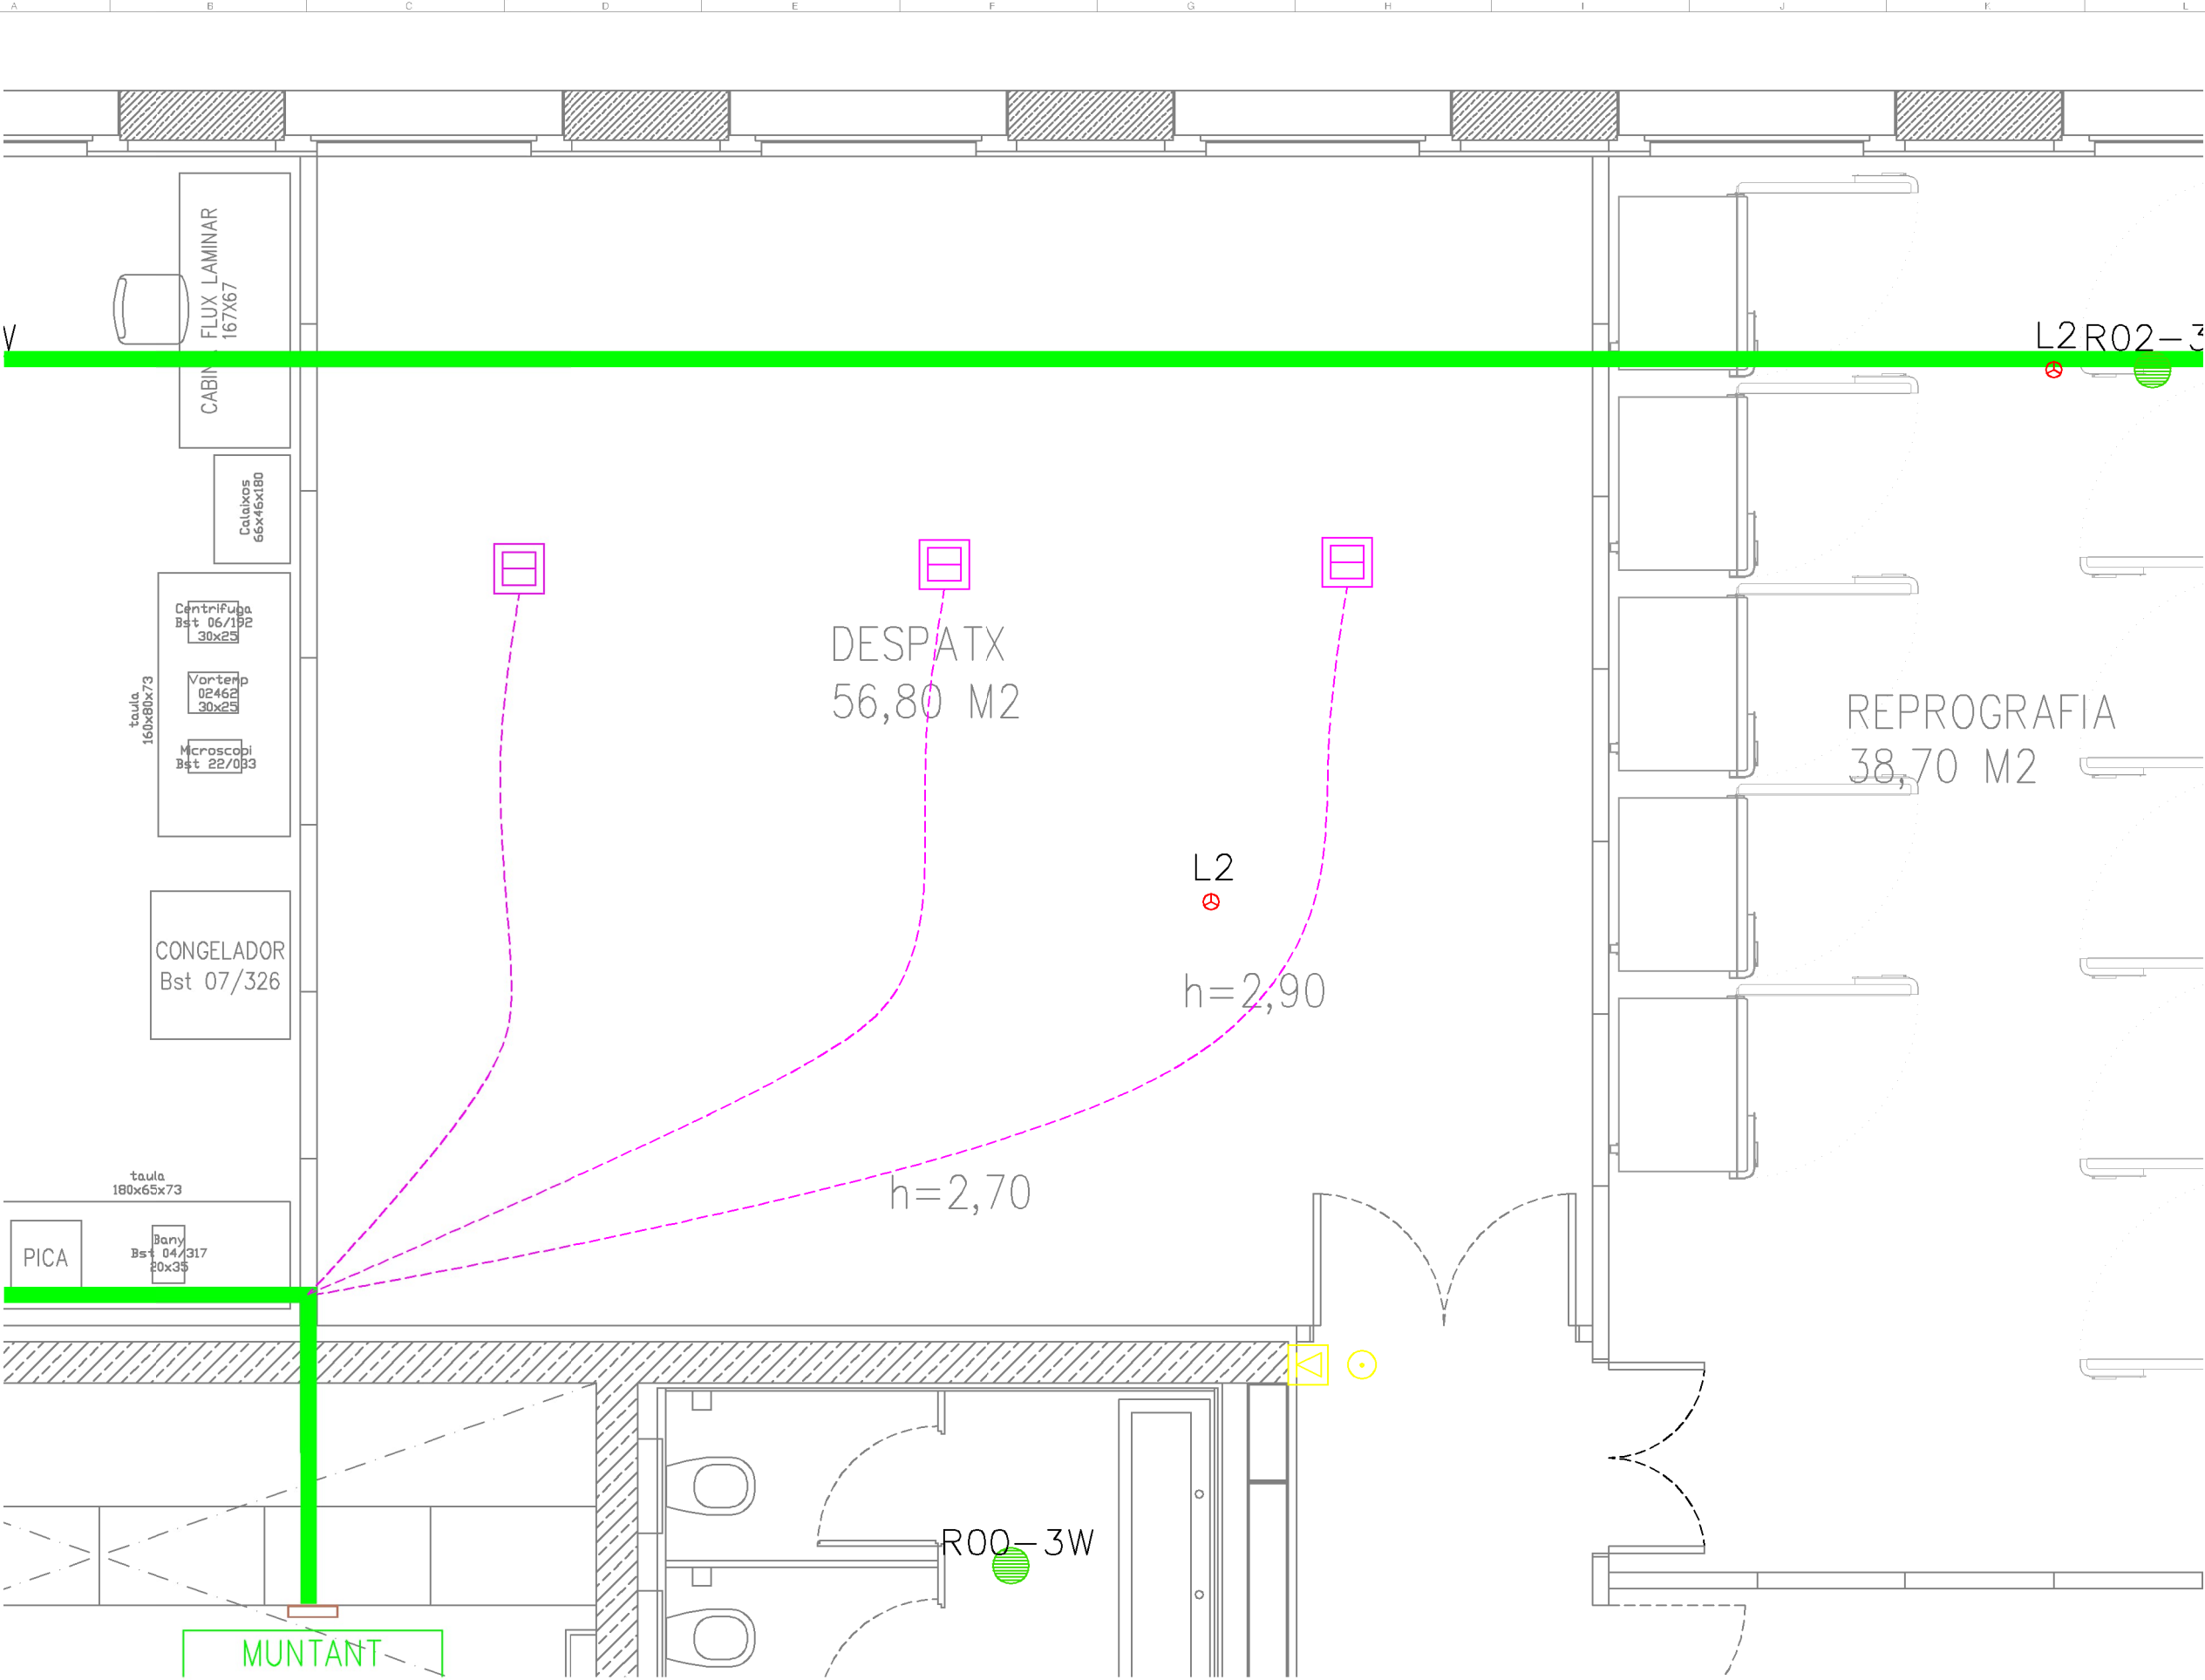 A B C D E F G H I J K L
CABIN FLUX LAMINAR
167X67
V
L2 R02-3
Calaixos
66x46x180
Centrifuga
Bst 06/192
30x25
Vortemp
02462
30x25
Microscopi
Bst 22/033
taula
160x80x73
DESPATX
56,80 M2
REPROGRAFIA
38,70 M2
L2
CONGELADOR
Bst 07/326
h=2,90
h=2,70
taula
180x65x73
PICA
Bany
Bst 04/317
20x35
R00-3W
MUNTANT